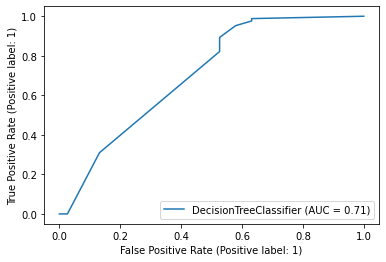 1.0
0.8
0.6
0.4
0.2
0.0
True Positive Rate (Positive label: 1)
DecisionTreeClassifier (AUC = 0.71)
0.0 0.2 0.4 0.6 0.8 1.0
False Positive Rate (Positive label: 1)